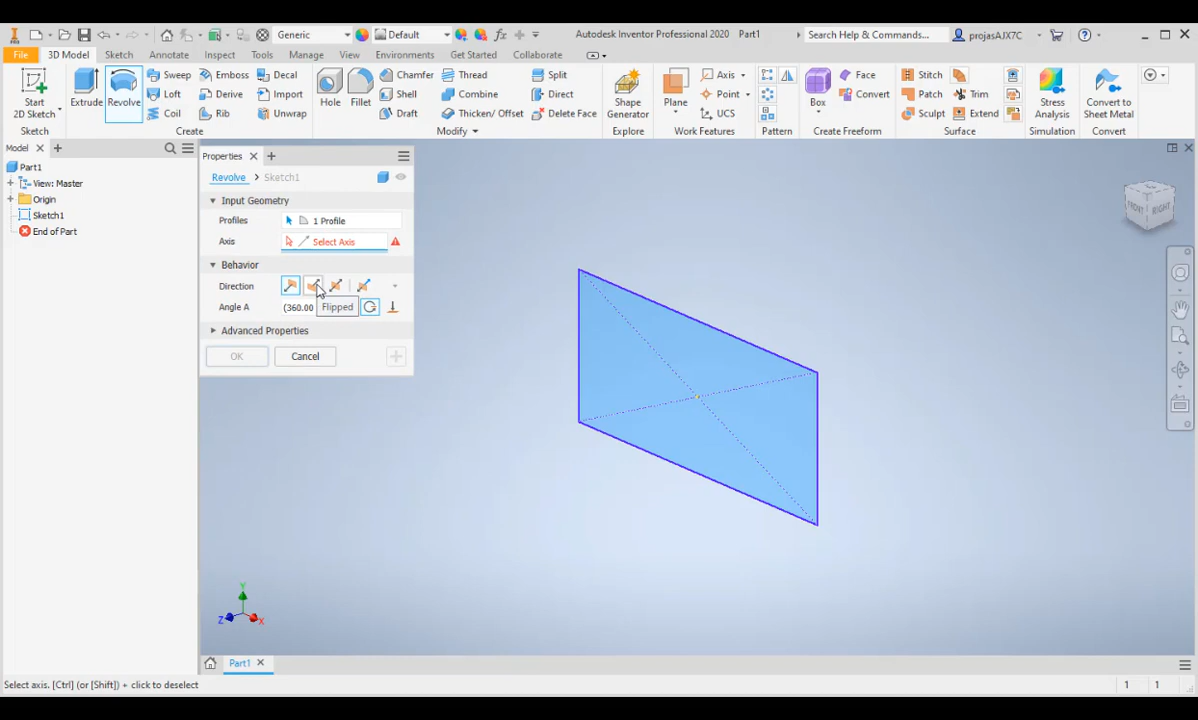 Generic
Default
Autodesk Inventor Professional 2020 Part1
Search Help & Commands...
projasAJX7C
File
3D Model
Sketch
Annotate
Inspect
Tools
Manage
View
Environments
Get Started
Collaborate
Start
2D Sketch
Extrude
Revolve
Sweep
Loft
Coil
Emboss
Derive
Rib
Decal
Import
Unwrap
Hole
Fillet
Chamfer
Shell
Draft
Thread
Combine
Thicken/ Offset
Split
Direct
Delete Face
Shape
Generator
Plane
Axis
Point
UCS
Box
Face
Convert
Stitch
Patch
Sculpt
Trim
Extend
Stress
Analysis
Convert to
Sheet Metal
Sketch
Create
Modify
Explore
Work Features
Pattern
Create Freeform
Surface
Simulation
Convert
Model
Part1
View: Master
Origin
Sketch1
End of Part
Properties
Revolve > Sketch1
Input Geometry
Profiles 1 Profile
Axis Select Axis
Behavior
Direction
Angle A (360.00
Flipped
Advanced Properties
OK Cancel
FRONT RIGHT
Y
Z
X
Part1
Select axis. [Ctrl] (or [Shift]) + click to deselect
1 1